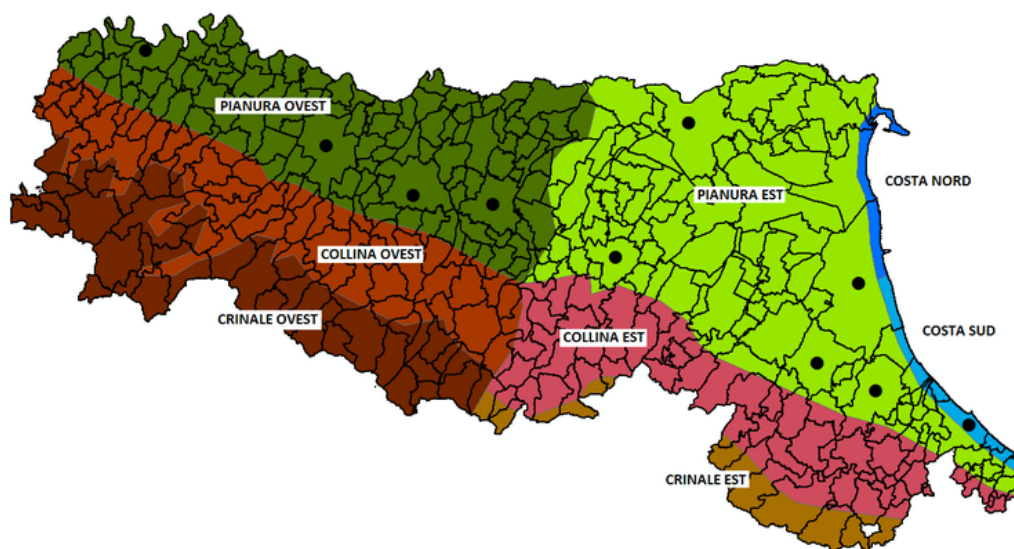 PIANURA OVEST
COSTA NORD
PIANURA EST
COLLINA OVEST
CRINALE OVEST
COSTA SUD
COLLINA EST
CRINALE EST